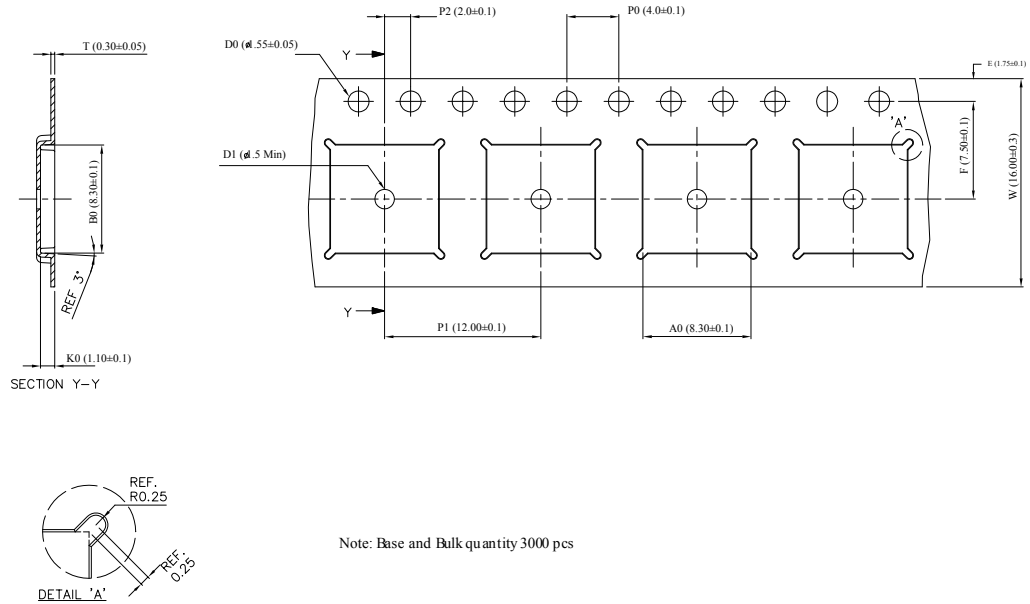 P2 (2.0±0.1)
P0 (4.0±0.1)
T (0.30±0.05)
D0 (ø1.55±0.05)
Y
E (1.75±0.1)
'A'
F (7.50±0.1)
W (16.00±0.3)
D1 (ø1.5 Min)
B0 (8.30±0.1)
REF 3°
Y
P1 (12.00±0.1)
A0 (8.30±0.1)
K0 (1.10±0.1)
SECTION Y-Y
REF.
R0.25
REF.
0.25
DETAIL 'A'
Note: Base and Bulk quantity 3000 pcs